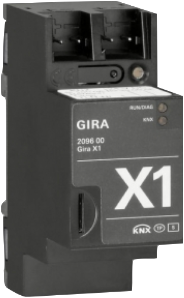 GIRA
RUN/DIAG
KNX
2096 00
Gira X1
X1
KNX